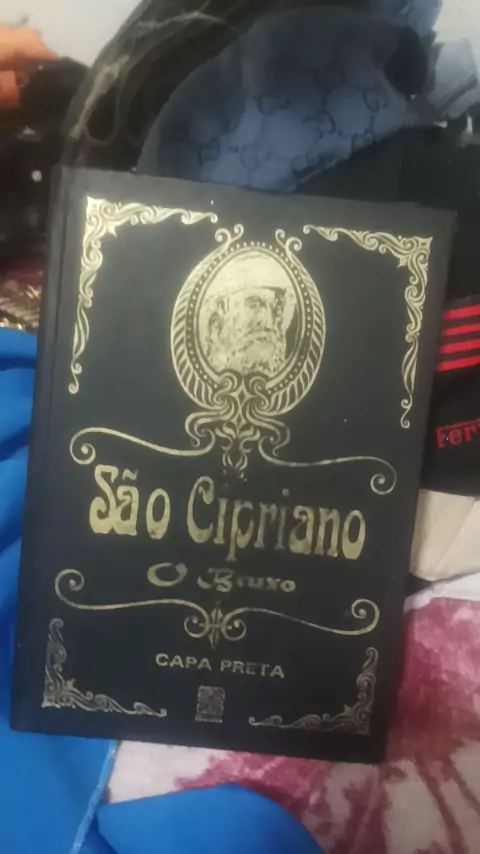 São Cipriano
O Bruxo
CAPA PRETA